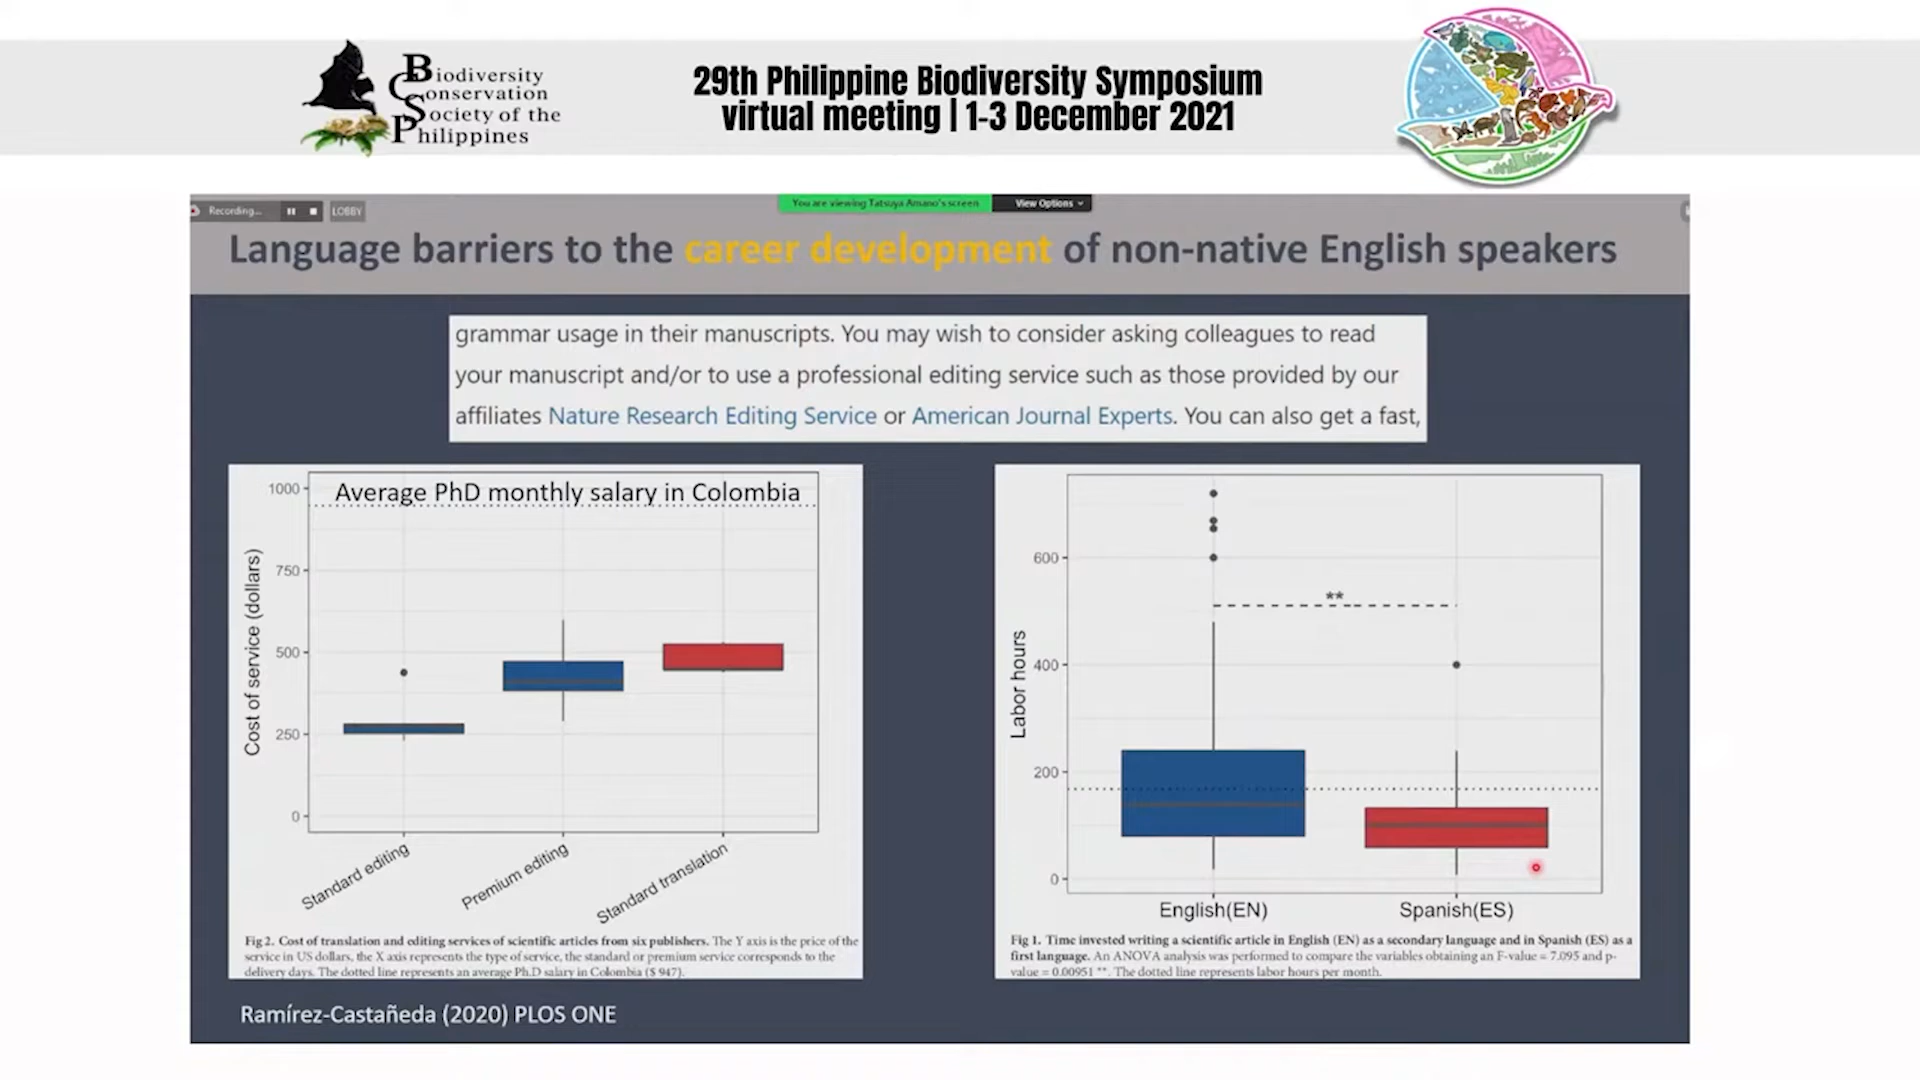 Biodiversity
Conservation
Society of the
Philippines
29th Philippine Biodiversity Symposium
virtual meeting | 1-3 December 2021
Recording...
LOBBY
You are viewing Tatsuya Amano's screen
View Options
Language barriers to the career development of non-native English speakers
grammar usage in their manuscripts. You may wish to consider asking colleagues to read
your manuscript and/or to use a professional editing service such as those provided by our
affiliates Nature Research Editing Service or American Journal Experts. You can also get a fast,
Average PhD monthly salary in Colombia
Cost of service (dollars)
1000
750
500
250
0
Standard editing
Premium editing
Standard translation
Fig 2. Cost of translation and editing services of scientific articles from six publishers. The Y axis is the price of the
service in US dollars, the X axis represents the type of service, the standard or premium service corresponds to the
delivery days. The dotted line represents an average Ph.D salary in Colombia ($ 947).
Labor hours
600
400
200
0
**
English(EN)
Spanish(ES)
Fig 1. Time invested writing a scientific article in English (EN) as a secondary language and in Spanish (ES) as a
first language. An ANOVA analysis was performed to compare the variables obtaining an F-value = 7.095 and p-
value = 0.00951 **. The dotted line represents labor hours per month.
Ramírez-Castañeda (2020) PLOS ONE